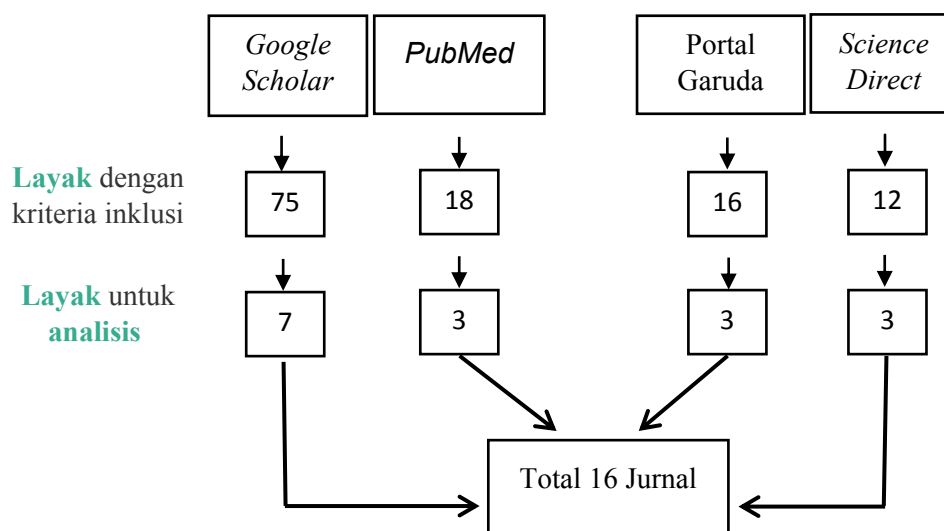 Google
Scholar
PubMed
Portal
Garuda
Science
Direct
Layak dengan
kriteria inklusi
75
18
16
12
Layak untuk
analisis
7
3
3
3
Total 16 Jurnal